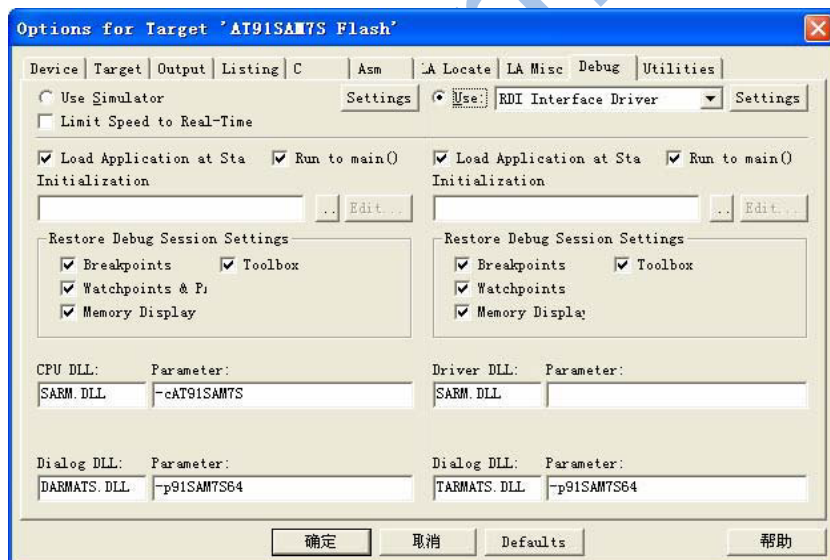 Options for Target 'AT91SAM7S Flash'
Device Target Output Listing C Asm LA Locate LA Misc Debug Utilities
Use Simulator Settings Use: RDI Interface Driver Settings
Limit Speed to Real-Time
Load Application at Sta Run to main() Load Application at Sta Run to main()
Initialization Initialization
.. Edit... .. Edit...
Restore Debug Session Settings Restore Debug Session Settings
Breakpoints Toolbox Breakpoints Toolbox
Watchpoints & Watchpoints
Memory Display Memory Display
CPU DLL: Parameter: Driver DLL: Parameter:
SARM.DLL -cAT91SAM7S SARM.DLL
Dialog DLL: Parameter: Dialog DLL: Parameter:
DARMATS.DLL -p91SAM7S64 TARMATS.DLL -p91SAM7S64
确定 取消 Defaults 帮助